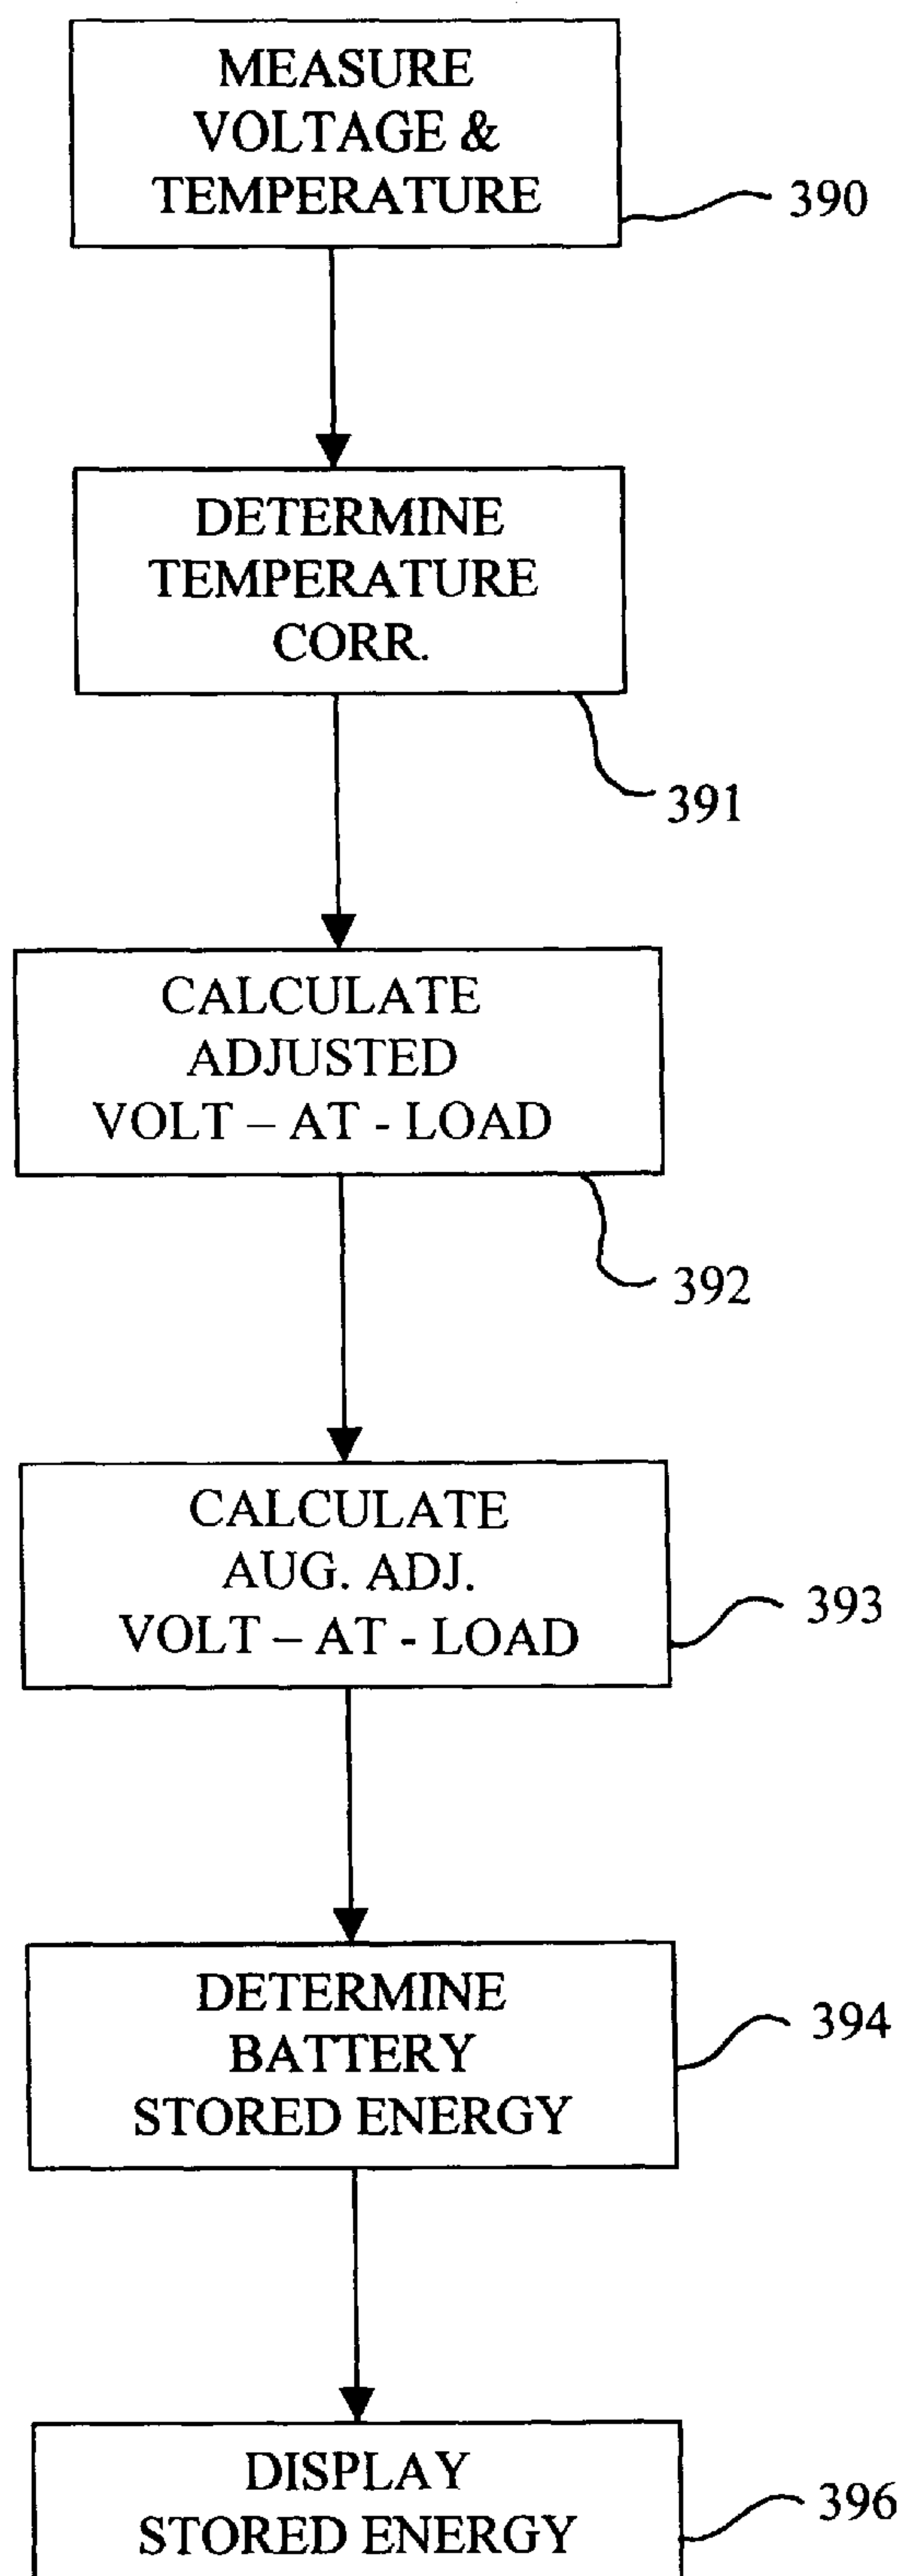 MEASURE
VOLTAGE &
TEMPERATURE
390
DETERMINE
TEMPERATURE
CORR.
391
CALCULATE
ADJUSTED
VOLT – AT - LOAD
392
CALCULATE
AUG. ADJ.
VOLT – AT - LOAD
393
DETERMINE
BATTERY
STORED ENERGY
394
DISPLAY
STORED ENERGY
396